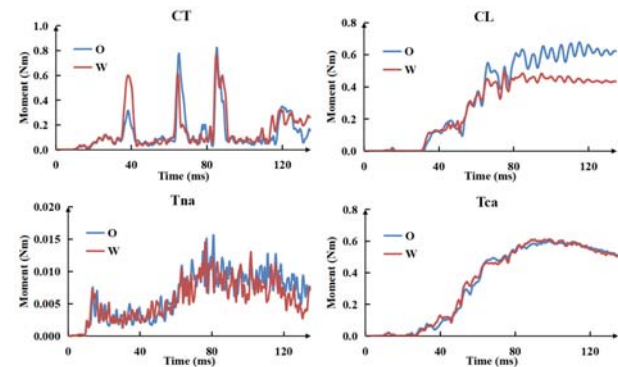 CT
Moment (Nm)
1.0
0.8
0.6
0.4
0.2
0.0
O
W
0 40 80 120
Time (ms)
CL
Moment (Nm)
0.8
0.6
0.4
0.2
0.0
O
W
0 40 80 120
Time (ms)
Tna
Moment (Nm)
0.020
0.015
0.010
0.005
0.000
O
W
0 40 80 120
Time (ms)
Tca
Moment (Nm)
0.8
0.6
0.4
0.2
0.0
O
W
0 40 80 120
Time (ms)